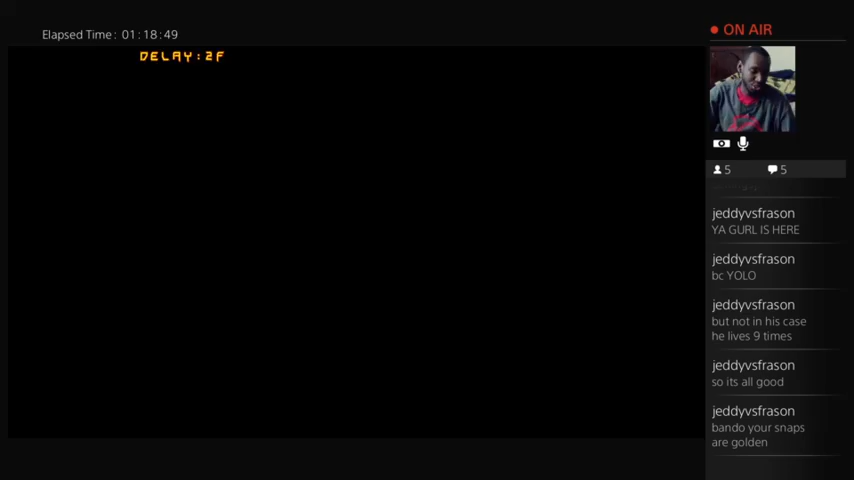 Elapsed Time : 01:18:49
ON AIR
DELAY:2F
5
5
jeddyvsfrason
YA GURL IS HERE
jeddyvsfrason
bc YOLO
jeddyvsfrason
but not in his case
he lives 9 times
jeddyvsfrason
so its all good
jeddyvsfrason
bando your snaps
are golden